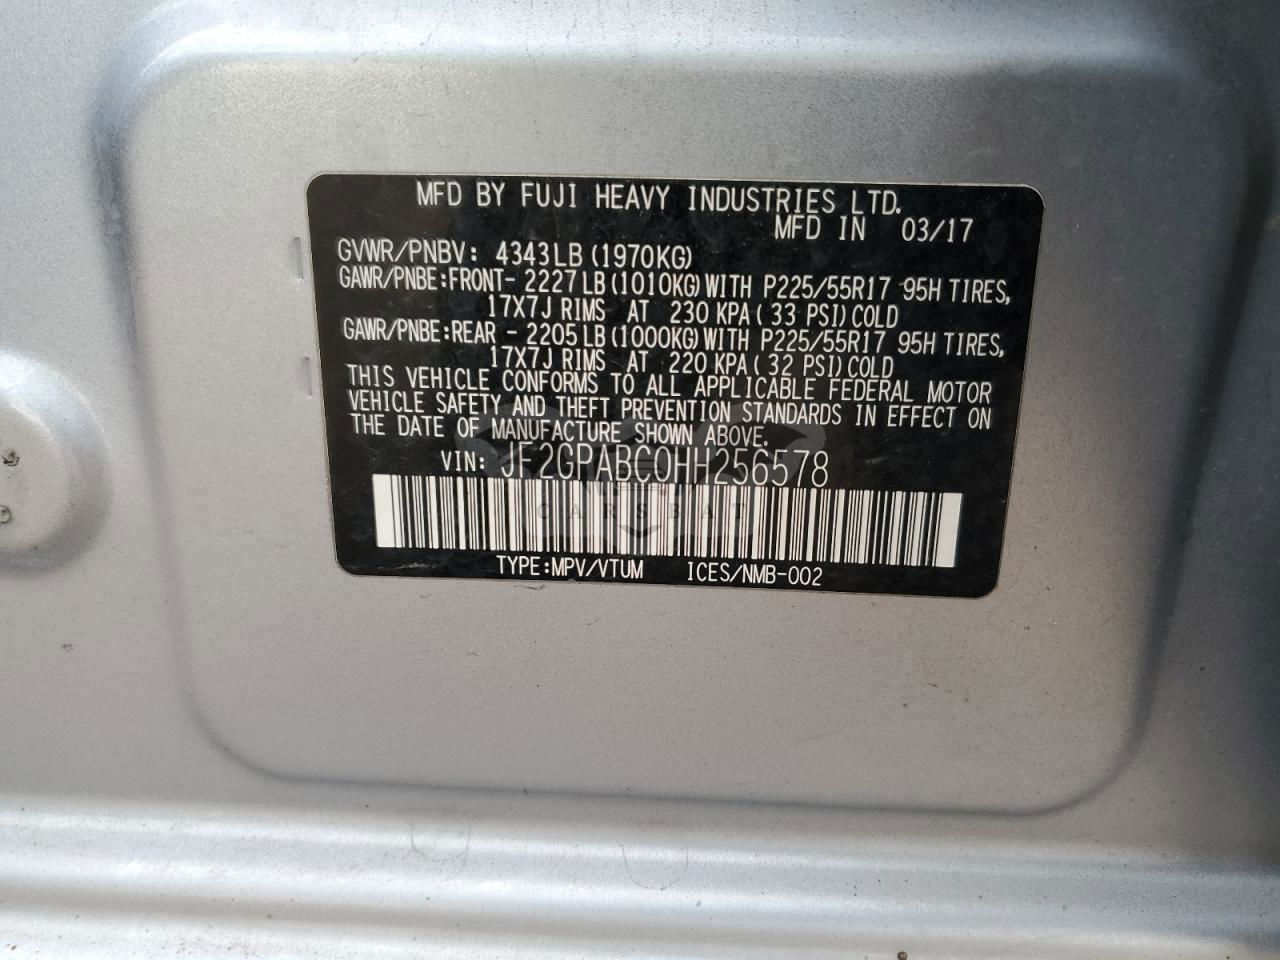 MFD BY FUJI HEAVY INDUSTRIES LTD.
MFD IN 03/17
GVWR/PNBV: 4343LB (1970KG)
GAWR/PNBE:FRONT- 2227LB (1010KG) WITH P225/55R17 95H TIRES,
17X7J RIMS AT 230 KPA( 33 PSI) COLD
GAWR/PNBE:REAR - 2205LB (1000KG) WITH P225/55R17 95H TIRES,
17X7J RIMS AT 220 KPA( 32 PSI) COLD
THIS VEHICLE CONFORMS TO ALL APPLICABLE FEDERAL MOTOR
VEHICLE SAFETY AND THEFT PREVENTION STANDARDS IN EFFECT ON
THE DATE OF MANUFACTURE SHOWN ABOVE.
VIN: JF2GPABC0HH256578
CARSBAT
TYPE:MPV/VTUM ICES/NMB-002